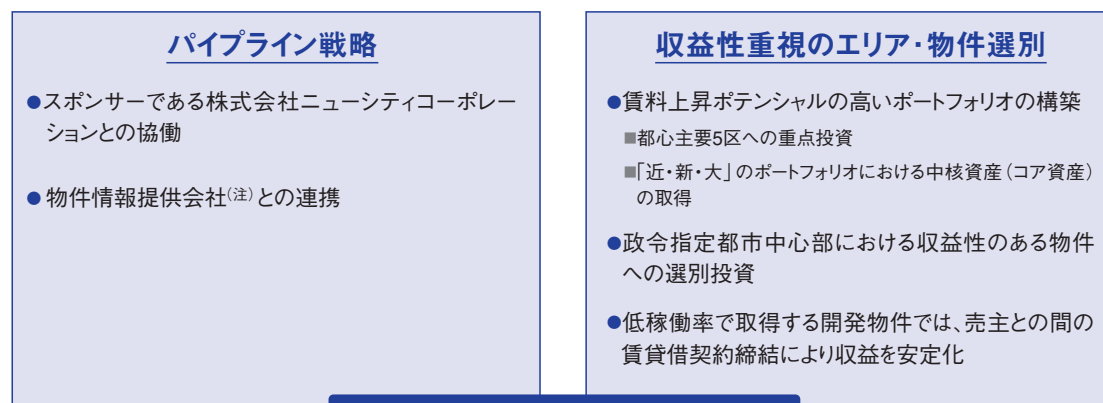 パイプライン戦略
●スポンサーである株式会社ニューシティコーポレー
ションとの協働
●物件情報提供会社(注)との連携
収益性重視のエリア・物件選別
●賃料上昇ポテンシャルの高いポートフォリオの構築
■都心主要5区への重点投資
■「近・新・大」のポートフォリオにおける中核資産(コア資産)
の取得
●政令指定都市中心部における収益性のある物件
への選別投資
●低稼働率で取得する開発物件では、売主との間の
賃貸借契約締結により収益を安定化